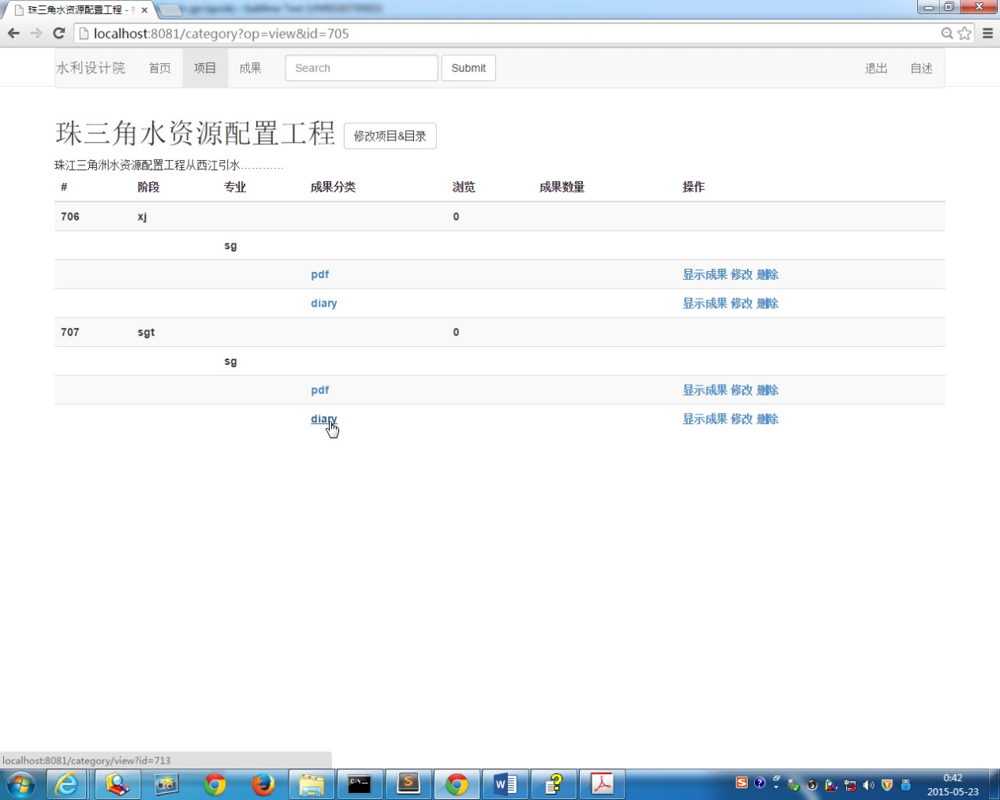 珠三角水资源配置工程 -
localhost:8081/category?op=view&id=705
水利设计院 首页 项目 成果 Search Submit 退出 自述
珠三角水资源配置工程 修改项目&目录
珠江三角洲水资源配置工程从西江引水…………
# 阶段 专业 成果分类 浏览 成果数量 操作
706 xj 0
sg
pdf 显示成果 修改 删除
diary 显示成果 修改 删除
707 sgt 0
sg
pdf 显示成果 修改 删除
diary 显示成果 修改 删除
localhost:8081/category/view?id=713
0:42
2015-05-23